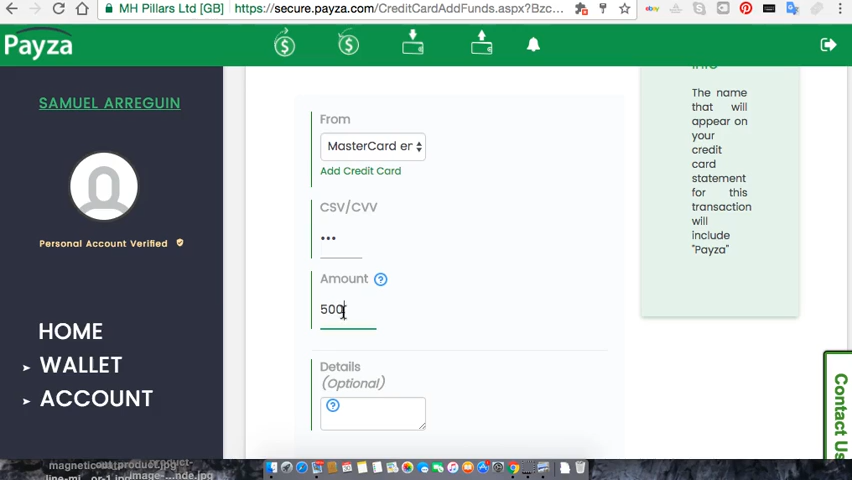 MH Pillars Ltd [GB]
https://secure.payza.com/CreditCardAddFunds.aspx?Bzc...
ebay
Payza
SAMUEL ARREGUIN
Personal Account Verified
HOME
WALLET
ACCOUNT
From
MasterCard er
Add Credit Card
CSV/CVV
•••
Amount ?
500
Details
(Optional)
?
Info
The name
that will
appear on
your
credit
card
statement
for this
transaction
will
include
"Payza"
Contact Us